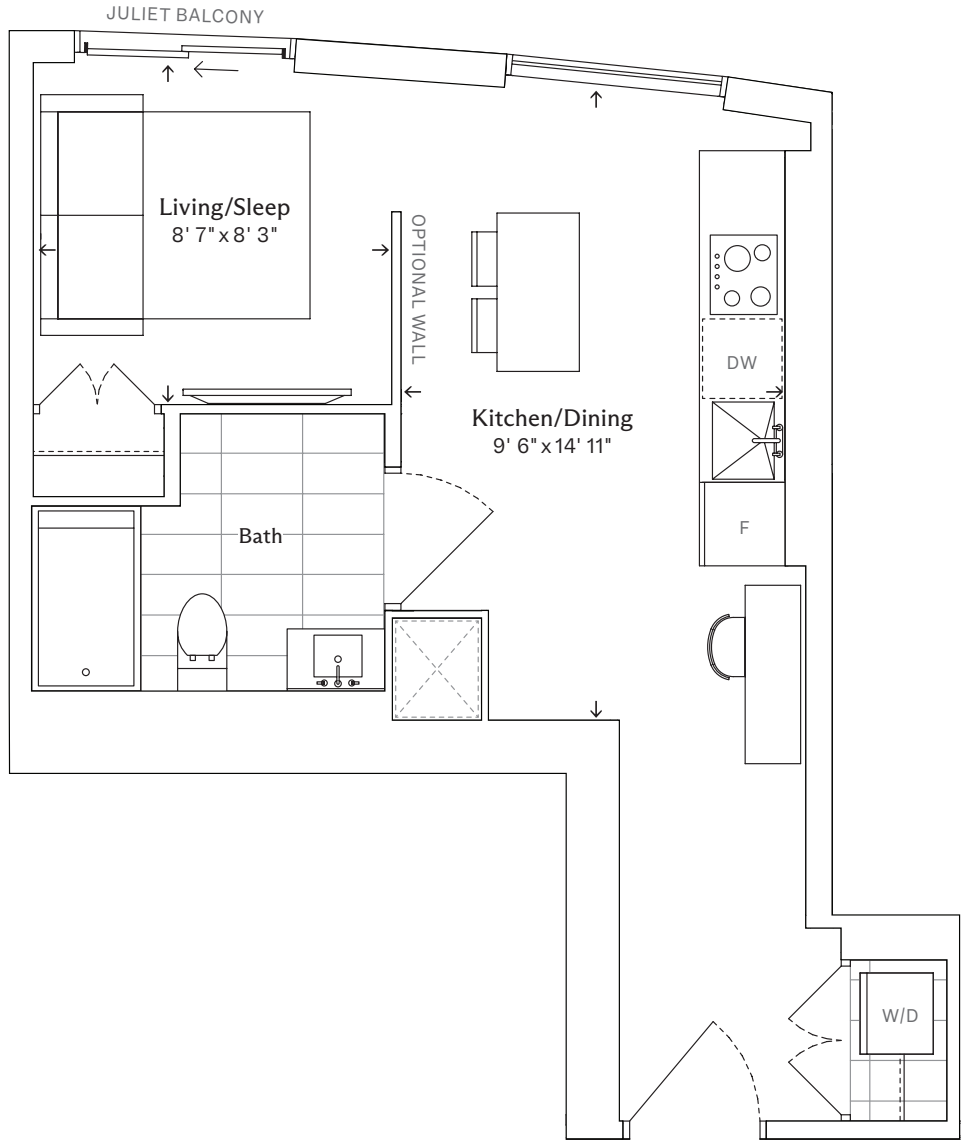 JULIET BALCONY
Living/Sleep
8' 7" x 8' 3"
OPTIONAL WALL
DW
Kitchen/Dining
9' 6" x 14' 11"
F
Bath
W/D